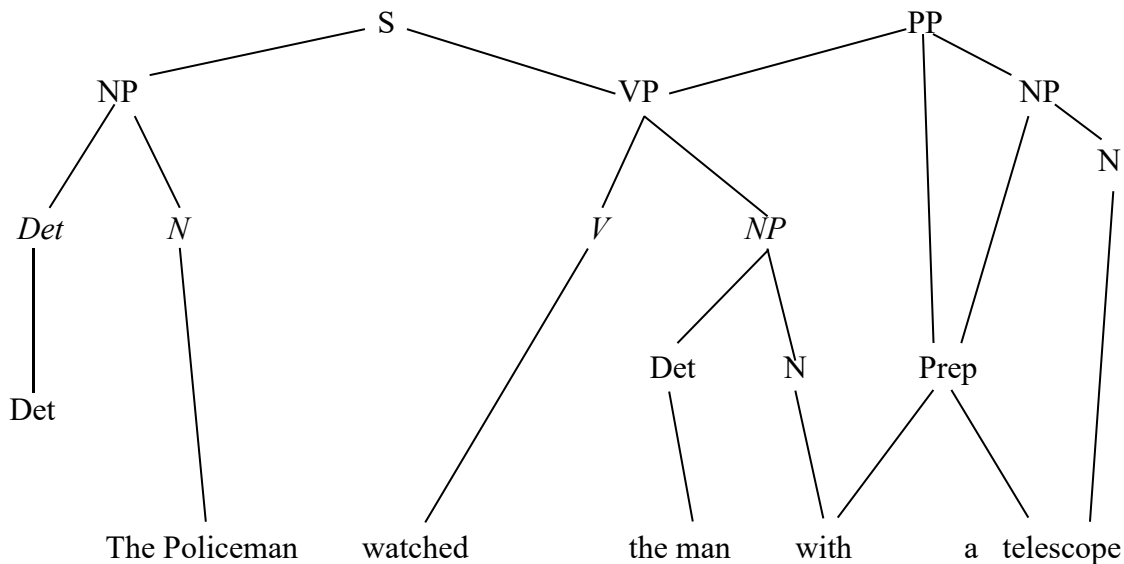 S PP
NP VP NP
N
Det N V NP
Det N Prep
Det
The Policeman watched the man with a telescope